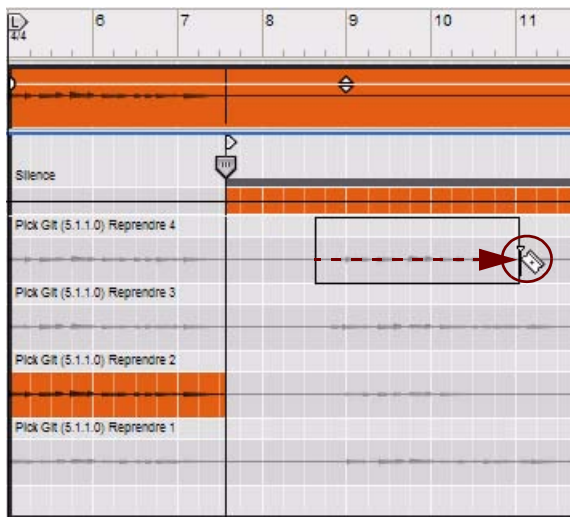 L 6 7 8 9 10 11
4/4
Silence
Pick Git (5.1.1.0) Reprendre 4
Pick Git (5.1.1.0) Reprendre 3
Pick Git (5.1.1.0) Reprendre 2
Pick Git (5.1.1.0) Reprendre 1